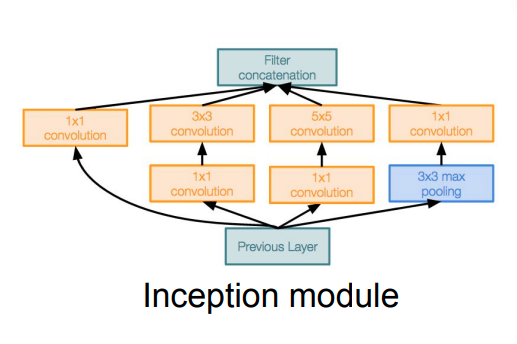 Filter
concatenation
1x1
convolution
3x3
convolution
5x5
convolution
1x1
convolution
1x1
convolution
1x1
convolution
3x3 max
pooling
Previous Layer
Inception module